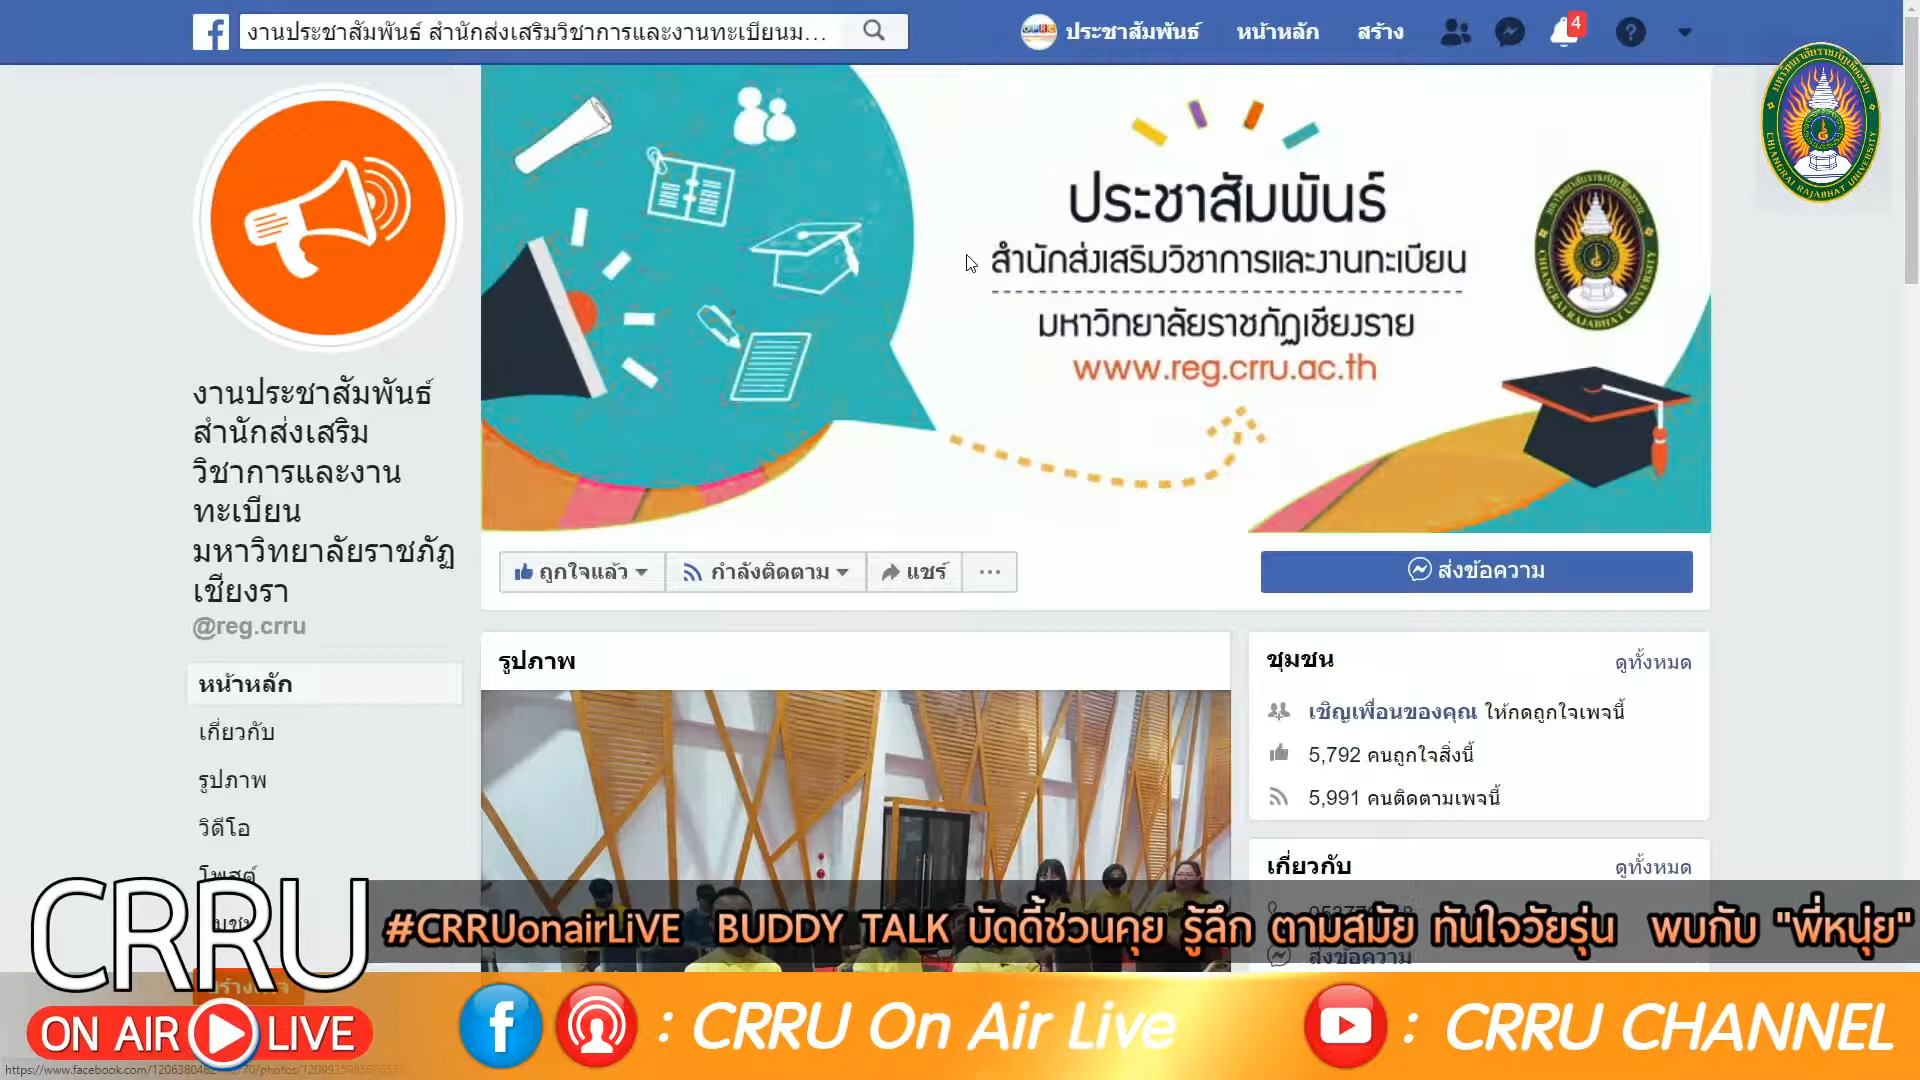 งานประชาสัมพันธ์ สำนักส่งเสริมวิชาการและงานทะเบียนม...
ประชาสัมพันธ์
หน้าหลัก
สร้าง
4
ประชาสัมพันธ์
สำนักส่งเสริมวิชาการและงานทะเบียน
มหาวิทยาลัยราชภัฏเชียงราย
www.reg.crru.ac.th
CHIANGRAI RAJABHAT UNIVERSITY
CHIANGRAI RAJABHAT UNIVERSITY
งานประชาสัมพันธ์
สำนักส่งเสริม
วิชาการและงาน
ทะเบียน
มหาวิทยาลัยราชภัฏ
เชียงรา
@reg.crru
หน้าหลัก
เกี่ยวกับ
รูปภาพ
วิดีโอ
โพสต์
ถูกใจแล้ว
กำลังติดตาม
แชร์
ส่งข้อความ
รูปภาพ
ชุมชน
ดูทั้งหมด
เชิญเพื่อนของคุณ ให้กดถูกใจเพจนี้
5,792 คนถูกใจสิ่งนี้
5,991 คนติดตามเพจนี้
เกี่ยวกับ
ดูทั้งหมด
ส่งข้อความ
#CRRUonairLiVE BUDDY TALK บัดดี้ชวนคุย รู้ลึก ตามสมัย ทันใจวัยรุ่น พบกับ "พี่หนุ่ย"
CRRU
ON AIR LIVE
: CRRU On Air Live
: CRRU CHANNEL